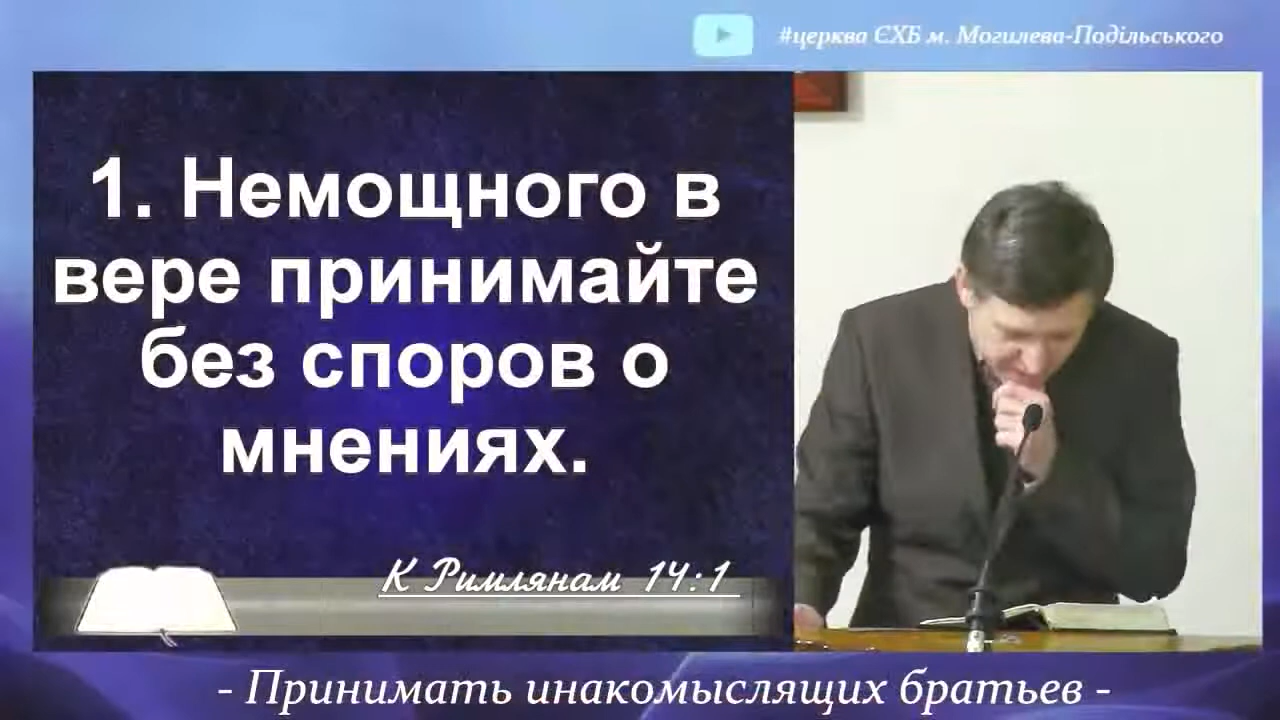 #церква ЄХБ м. Могилева-Подільського
1. Немощного в
вере принимайте
без споров о
мнениях.
К Римлянам 14:1
- Принимать инакомыслящих братьев -